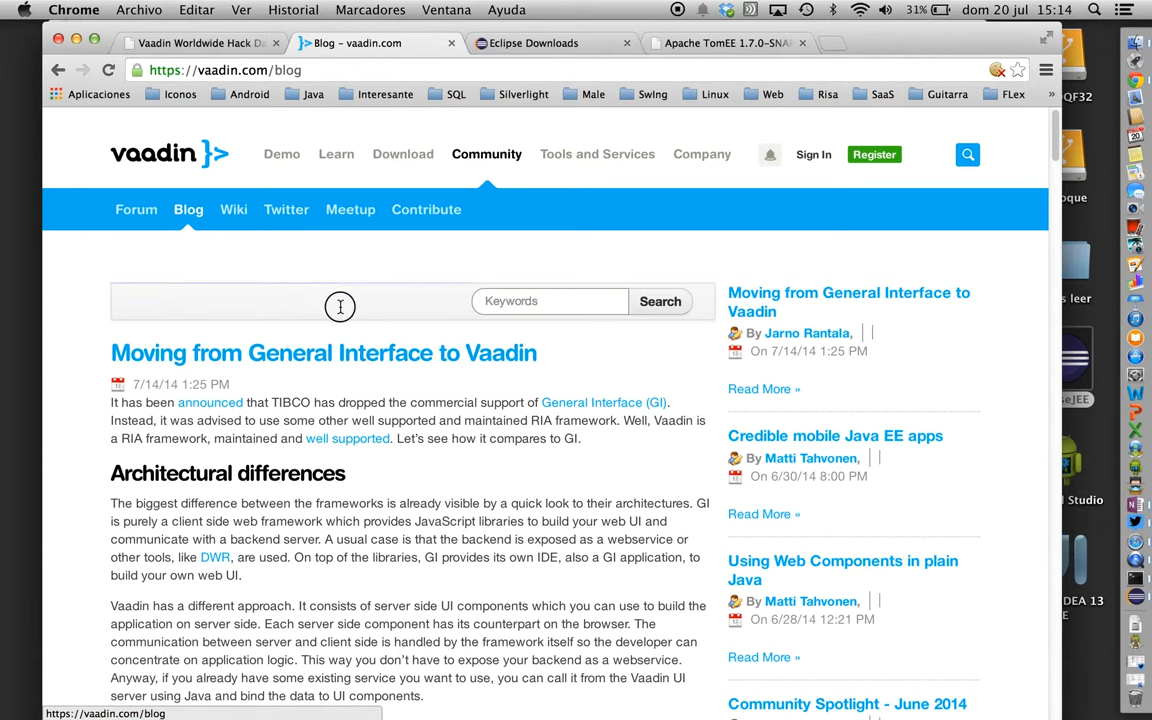 Chrome Archivo Editar Ver Historial Marcadores Ventana Ayuda 31% dom 20 jul 15:14
Vaadin Worldwide Hack Da
Blog – vaadin.com
Eclipse Downloads
Apache TomEE 1.7.0-SNA
https://vaadin.com/blog
Aplicaciones Iconos Android Java Interesante SQL Silverlight Male SwIng Linux Web Risa SaaS Guitarra FLex »
PQF32
vaadin }> Demo Learn Download Community Tools and Services Company Sign In Register
Forum Blog Wiki Twitter Meetup Contribute
oque
s leer
seJEE
l Studio
DEA 13
E
Keywords Search
Moving from General Interface to Vaadin
7/14/14 1:25 PM
It has been announced that TIBCO has dropped the commercial support of General Interface (GI).
Instead, it was advised to use some other well supported and maintained RIA framework. Well, Vaadin is
a RIA framework, maintained and well supported. Let's see how it compares to GI.
Architectural differences
The biggest difference between the frameworks is already visible by a quick look to their architectures. GI
is purely a client side web framework which provides JavaScript libraries to build your web UI and
communicate with a backend server. A usual case is that the backend is exposed as a webservice or
other tools, like DWR, are used. On top of the libraries, GI provides its own IDE, also a GI application, to
build your own web UI.
Vaadin has a different approach. It consists of server side UI components which you can use to build the
application on server side. Each server side component has its counterpart on the browser. The
communication between server and client side is handled by the framework itself so the developer can
concentrate on application logic. This way you don't have to expose your backend as a webservice.
Anyway, if you already have some existing service you want to use, you can call it from the Vaadin UI
server using Java and bind the data to UI components.
Moving from General Interface to
Vaadin
By Jarno Rantala,
On 7/14/14 1:25 PM
Read More »
Credible mobile Java EE apps
By Matti Tahvonen,
On 6/30/14 8:00 PM
Read More »
Using Web Components in plain
Java
By Matti Tahvonen,
On 6/28/14 12:21 PM
Read More »
Community Spotlight - June 2014
https://vaadin.com/blog